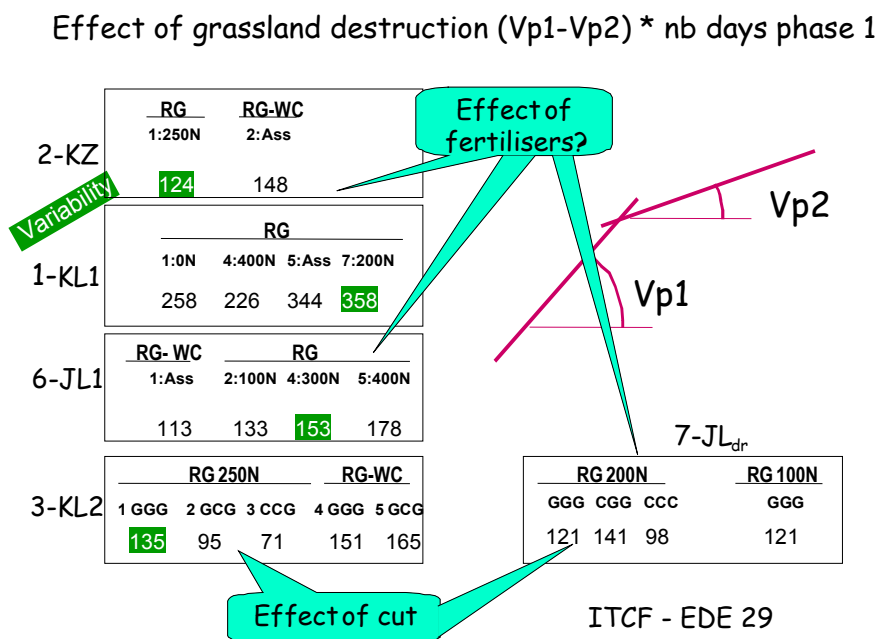 Effect of grassland destruction (Vp1-Vp2) * nb days phase 1
RG RG-WC
1:250N 2:Ass
2-KZ
124 148
Variability
Effect of
fertilisers?
RG
1:0N 4:400N 5:Ass 7:200N
1-KL1
258 226 344 358
Vp2
Vp1
RG- WC RG
6-JL1
1:Ass 2:100N 4:300N 5:400N
113 133 153 178
7-JLdr
RG 250N RG-WC
3-KL2
1 GGG 2 GCG 3 CCG 4 GGG 5 GCG
135 95 71 151 165
RG 200N RG 100N
GGG CGG CCC GGG
121 141 98 121
Effect of cut
ITCF - EDE 29